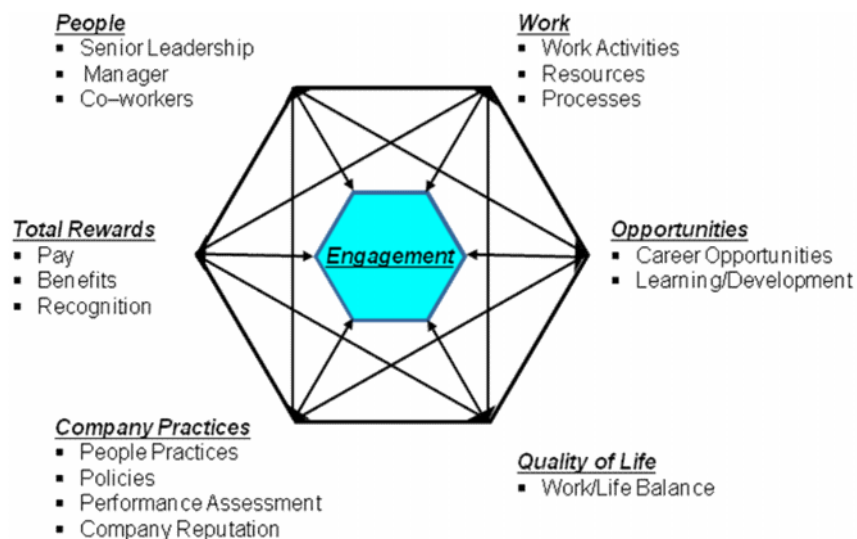 People
▪ Senior Leadership
▪ Manager
▪ Co–workers
Work
▪ Work Activities
▪ Resources
▪ Processes
Total Rewards
▪ Pay
▪ Benefits
▪ Recognition
Engagement
Opportunities
▪ Career Opportunities
▪ Learning/Development
Company Practices
▪ People Practices
▪ Policies
▪ Performance Assessment
▪ Company Reputation
Quality of Life
▪ Work/Life Balance